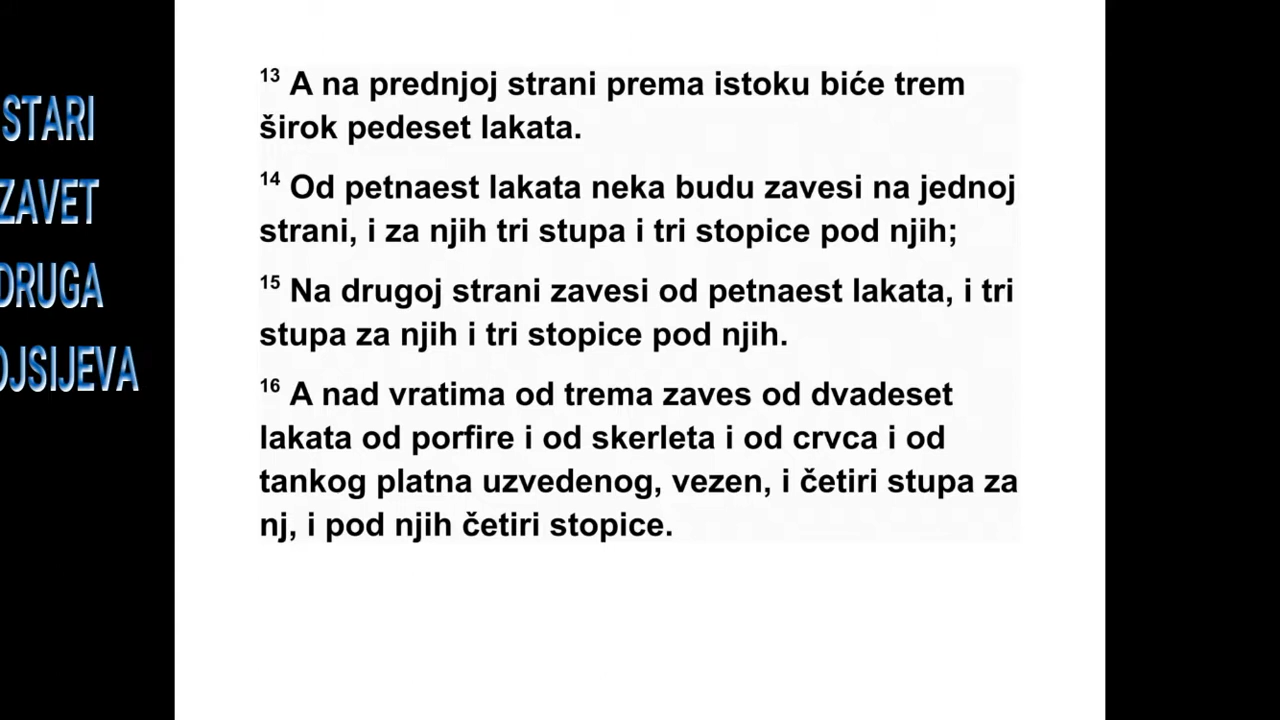 STARI
ZAVET
DRUGA
OJSIJEVA
13 A na prednjoj strani prema istoku biće trem
širok pedeset lakata.
14 Od petnaest lakata neka budu zavesi na jednoj
strani, i za njih tri stupa i tri stopice pod njih;
15 Na drugoj strani zavesi od petnaest lakata, i tri
stupa za njih i tri stopice pod njih.
16 A nad vratima od trema zaves od dvadeset
lakata od porfire i od skerleta i od crvca i od
tankog platna uzvedenog, vezen, i četiri stupa za
nj, i pod njih četiri stopice.